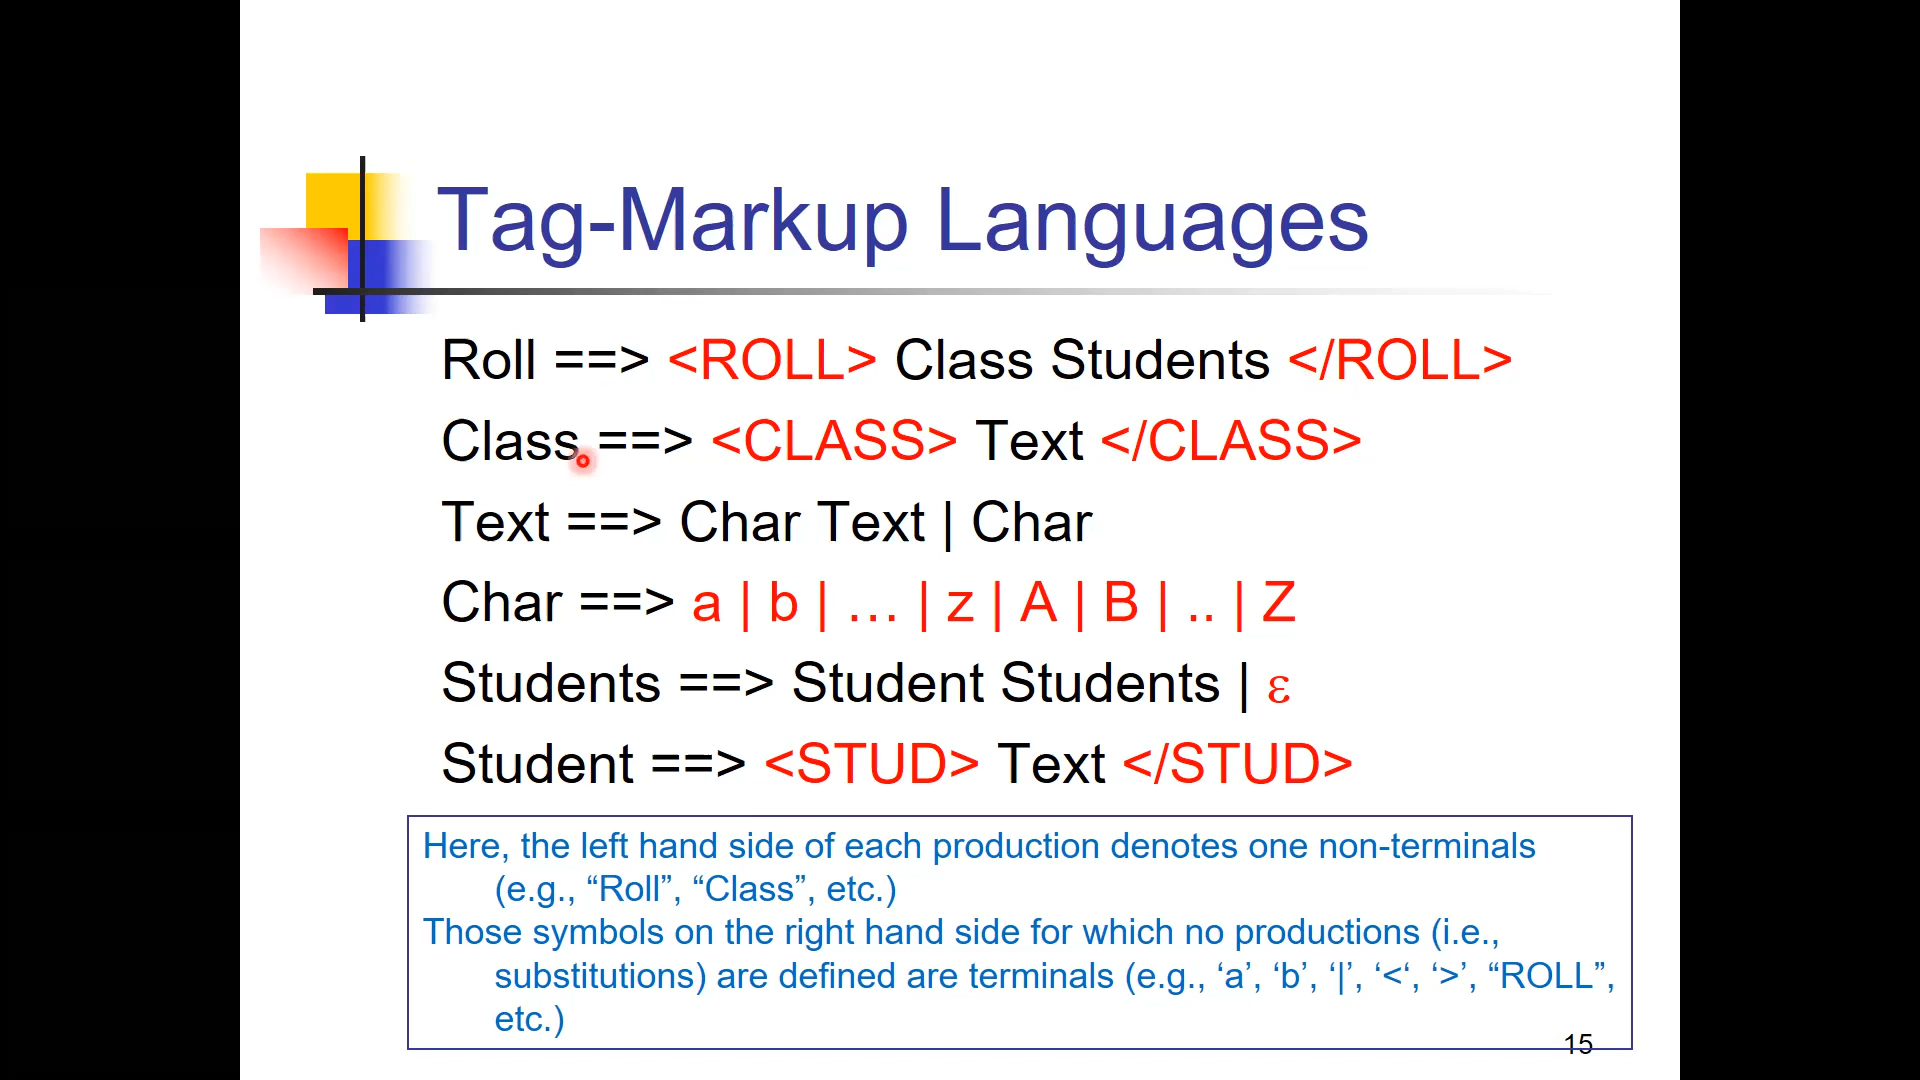 Tag-Markup Languages
Roll ==> <ROLL> Class Students </ROLL>
Class ==> <CLASS> Text </CLASS>
Text ==> Char Text | Char
Char ==> a | b | … | z | A | B | .. | Z
Students ==> Student Students | ε
Student ==> <STUD> Text </STUD>
Here, the left hand side of each production denotes one non-terminals
(e.g., “Roll”, “Class”, etc.)
Those symbols on the right hand side for which no productions (i.e.,
substitutions) are defined are terminals (e.g., ‘a’, ‘b’, ‘|’, ‘<‘, ‘>’, “ROLL”,
etc.)
15